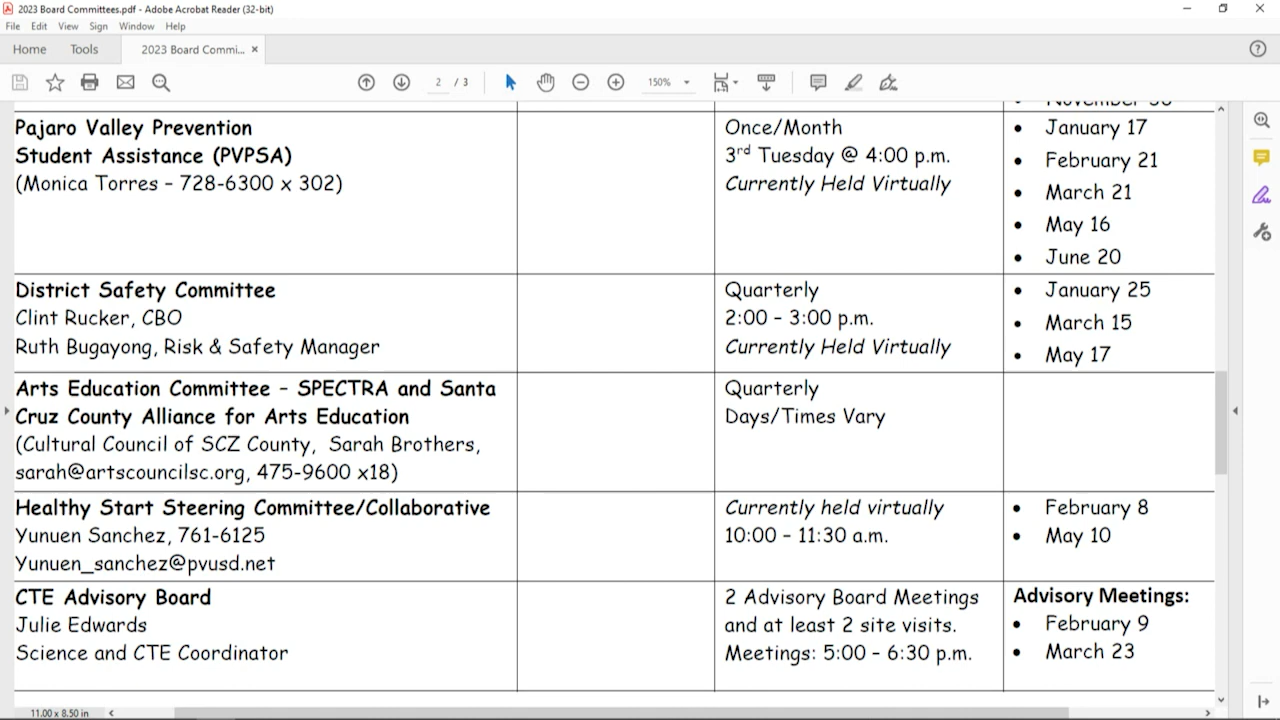 2023 Board Committees.pdf - Adobe Acrobat Reader (32-bit)
File Edit View Sign Window Help
Home Tools 2023 Board Commi... ×
2 / 3 150%
November 30
Pajaro Valley Prevention
Student Assistance (PVPSA)
(Monica Torres – 728-6300 x 302)
Once/Month
3rd Tuesday @ 4:00 p.m.
Currently Held Virtually
• January 17
• February 21
• March 21
• May 16
• June 20
District Safety Committee
Clint Rucker, CBO
Ruth Bugayong, Risk & Safety Manager
Quarterly
2:00 – 3:00 p.m.
Currently Held Virtually
• January 25
• March 15
• May 17
Arts Education Committee – SPECTRA and Santa
Cruz County Alliance for Arts Education
(Cultural Council of SCZ County, Sarah Brothers,
sarah@artscouncilsc.org, 475-9600 x18)
Quarterly
Days/Times Vary
Healthy Start Steering Committee/Collaborative
Yunuen Sanchez, 761-6125
Yunuen_sanchez@pvusd.net
Currently held virtually
10:00 – 11:30 a.m.
• February 8
• May 10
CTE Advisory Board
Julie Edwards
Science and CTE Coordinator
2 Advisory Board Meetings
and at least 2 site visits.
Meetings: 5:00 – 6:30 p.m.
Advisory Meetings:
• February 9
• March 23
11.00 x 8.50 in